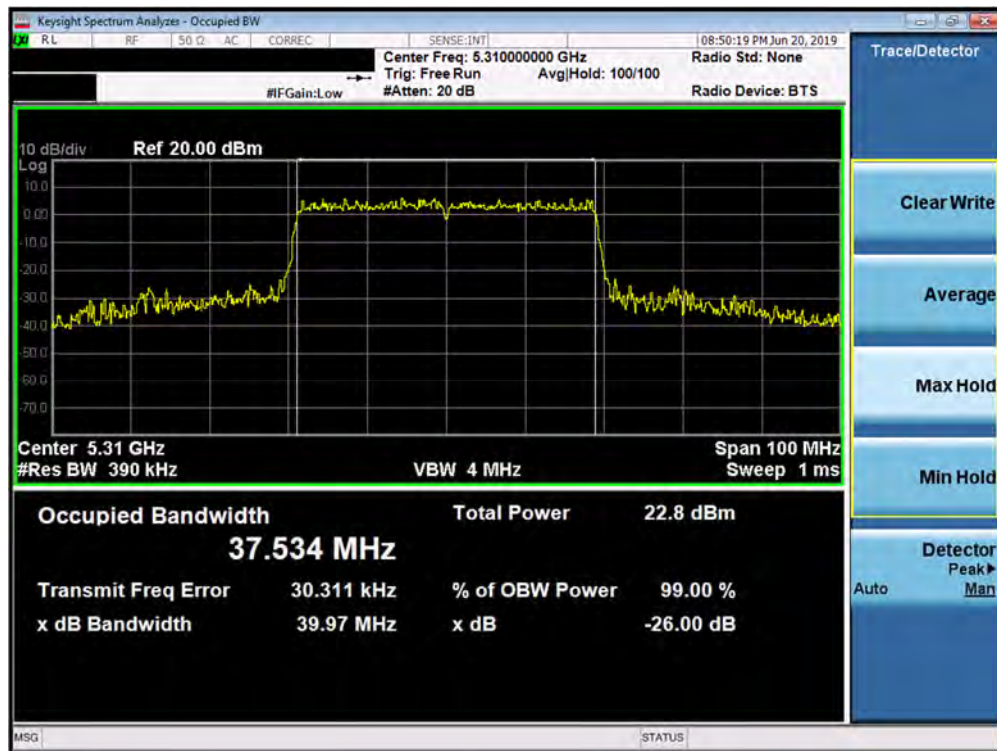 Keysight Spectrum Analyzer - Occupied BW
LXI RL RF 50 Ω AC CORREC SENSE:INT 08:50:19 PM Jun 20, 2019
Center Freq: 5.310000000 GHz Radio Std: None
Trig: Free Run Avg|Hold: 100/100
#IFGain:Low #Atten: 20 dB Radio Device: BTS
10 dB/div Ref 20.00 dBm
Log
10.0
0.00
-10.0
-20.0
-30.0
-40.0
-50.0
-60.0
-70.0
Center 5.31 GHz Span 100 MHz
#Res BW 390 kHz VBW 4 MHz Sweep 1 ms
Occupied Bandwidth Total Power 22.8 dBm
37.534 MHz
Transmit Freq Error 30.311 kHz % of OBW Power 99.00 %
x dB Bandwidth 39.97 MHz x dB -26.00 dB
MSG STATUS
Trace/Detector
Clear Write
Average
Max Hold
Min Hold
Detector
Peak▶
Auto Man